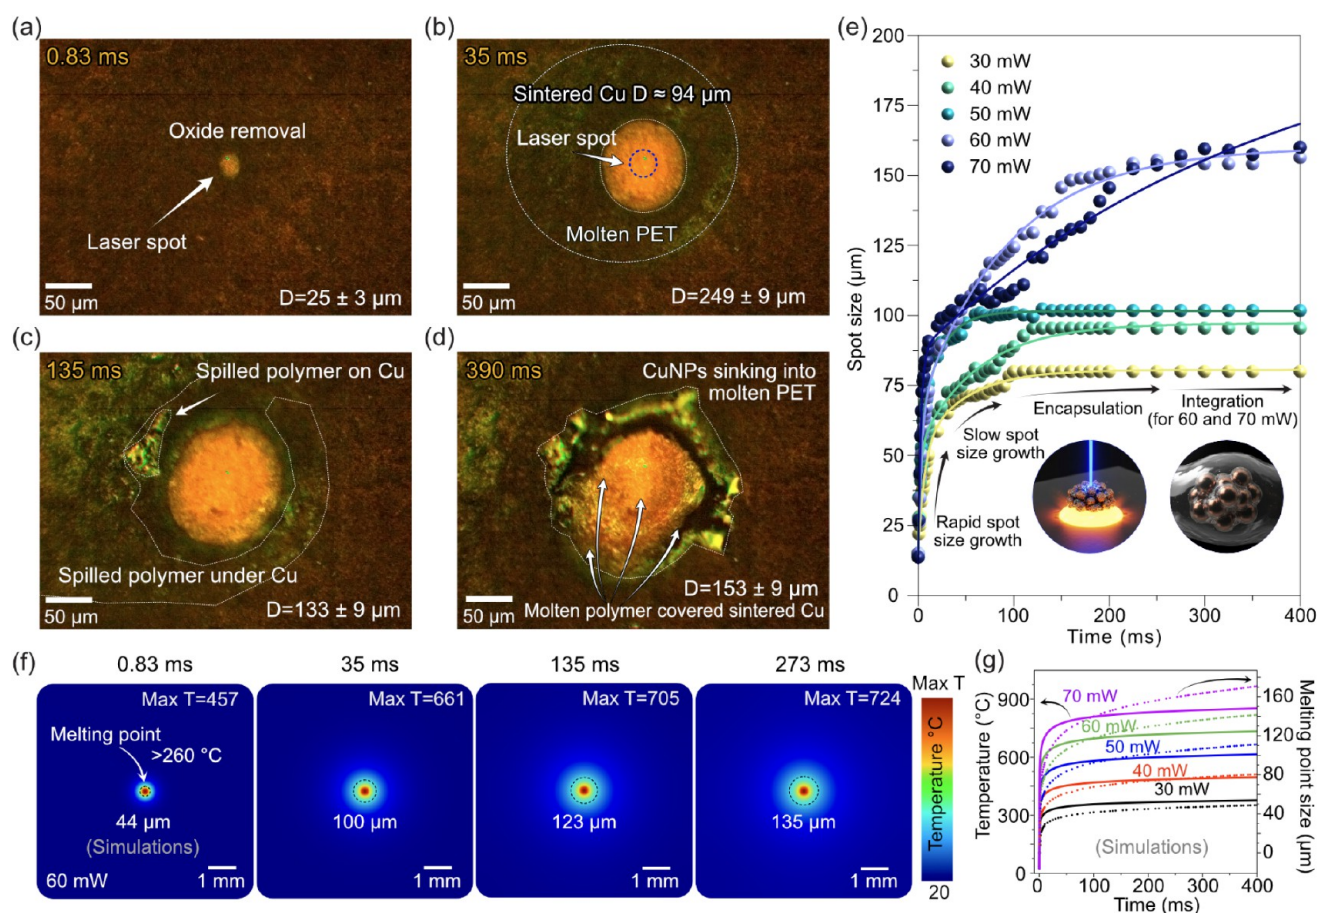 (a)
0.83 ms
Oxide removal
Laser spot
50 µm
D=25 ± 3 µm
(b)
35 ms
Sintered Cu D ≈ 94 µm
Laser spot
Molten PET
50 µm
D=249 ± 9 µm
(c)
135 ms
Spilled polymer on Cu
Spilled polymer under Cu
50 µm
D=133 ± 9 µm
(d)
390 ms
CuNPs sinking into
molten PET
D=153 ± 9 µm
50 µm
Molten polymer covered sintered Cu
(e)
200
175
150
125
100
75
50
25
0
Spot size (µm)
30 mW
40 mW
50 mW
60 mW
70 mW
Encapsulation
Integration
(for 60 and 70 mW)
Slow spot
size growth
Rapid spot
size growth
0
100
200
300
400
Time (ms)
(f)
0.83 ms
35 ms
135 ms
273 ms
Max T=457
Melting point
>260 °C
44 µm
(Simulations)
60 mW
1 mm
Max T=661
100 µm
1 mm
Max T=705
123 µm
1 mm
Max T=724
135 µm
1 mm
Max T
Temperature °C
20
(g)
900
600
300
0
Temperature (°C)
70 mW
60 mW
50 mW
40 mW
30 mW
(Simulations)
160
120
80
40
0
Melting point size (µm)
0
100
200
300
400
Time (ms)